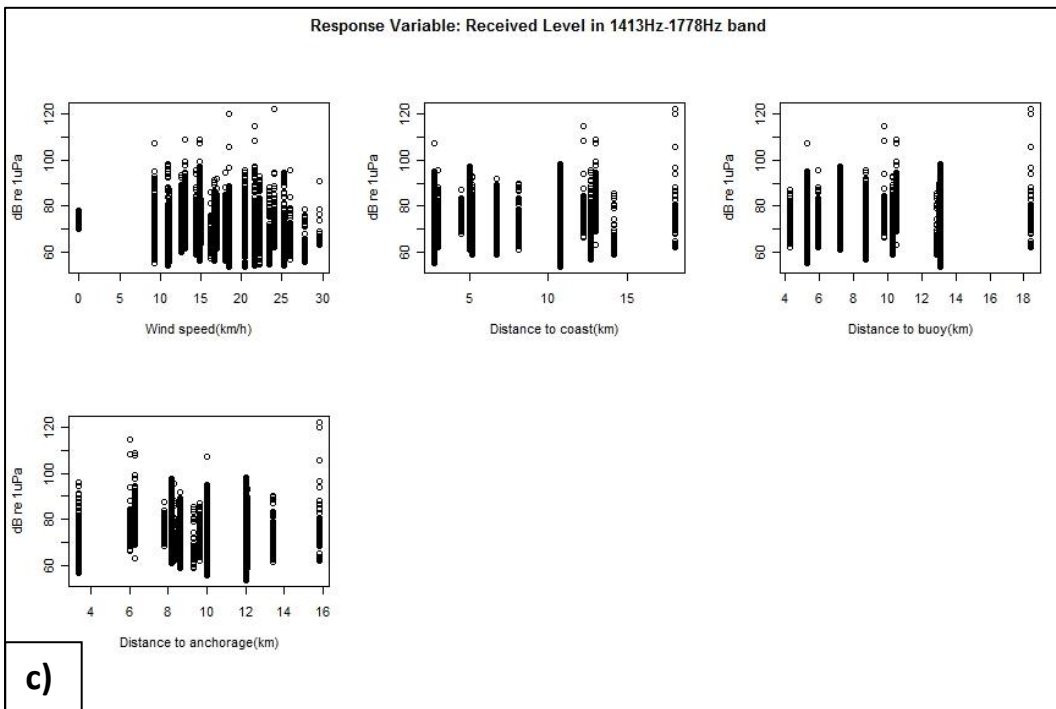 Response Variable: Received Level in 1413Hz-1778Hz band
dB re 1uPa
60 80 100 120
0 5 10 15 20 25 30
Wind speed(km/h)
dB re 1uPa
60 80 100 120
5 10 15
Distance to coast(km)
dB re 1uPa
60 80 100 120
4 6 8 10 12 14 16 18
Distance to buoy(km)
dB re 1uPa
60 80 100 120
4 6 8 10 12 14 16
Distance to anchorage(km)
c)